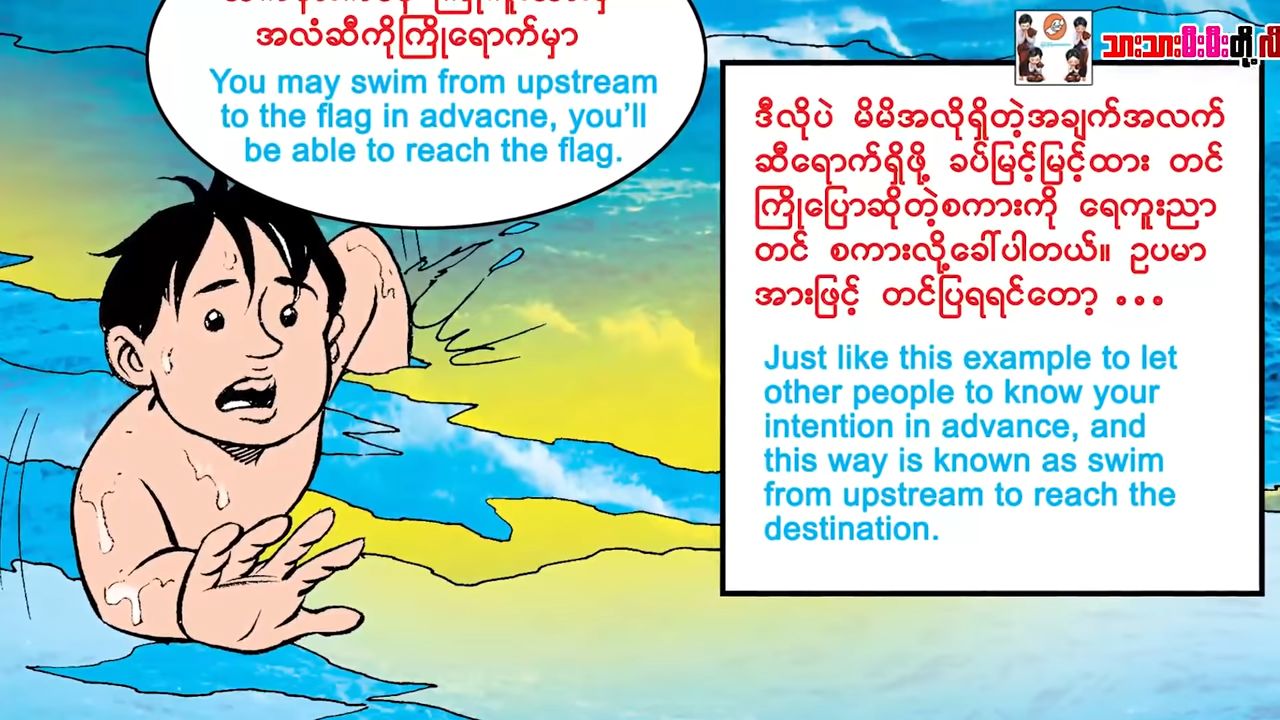 အလံဆီကိုကြိုရောက်မှာ
You may swim from upstream
to the flag in advacne, you'll
be able to reach the flag.
သားသားမီးမီးတို့
ဒီလိုပဲ မိမိအလိုရှိတဲ့အချက်အလက်
ဆီရောက်ရှိဖို့ ခပ်မြင့်မြင့်ထား တင်
ကြိုပြောဆိုတဲ့စကားကို ရေကူးညာ
တင် စကားလို့ခေါ်ပါတယ်။ ဥပမာ
အားဖြင့် တင်ပြရရင်တော့ ...
Just like this example to let
other people to know your
intention in advance, and
this way is known as swim
from upstream to reach the
destination.